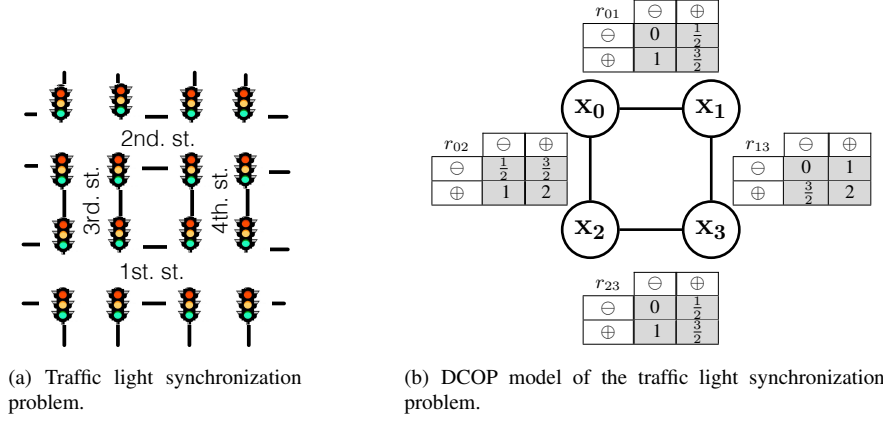 2nd. st.
3rd. st.
4th. st.
1st. st.
(a) Traffic light synchronization
problem.
r₀₁ ⊖ ⊕
⊖ 0 1/2
⊕ 1 3/2
x₀ x₁
r₀₂ ⊖ ⊕
⊖ 1/2 3/2
⊕ 1 2
r₁₃ ⊖ ⊕
⊖ 0 1
⊕ 3/2 2
x₂ x₃
r₂₃ ⊖ ⊕
⊖ 0 1/2
⊕ 1 3/2
(b) DCOP model of the traffic light synchronization
problem.